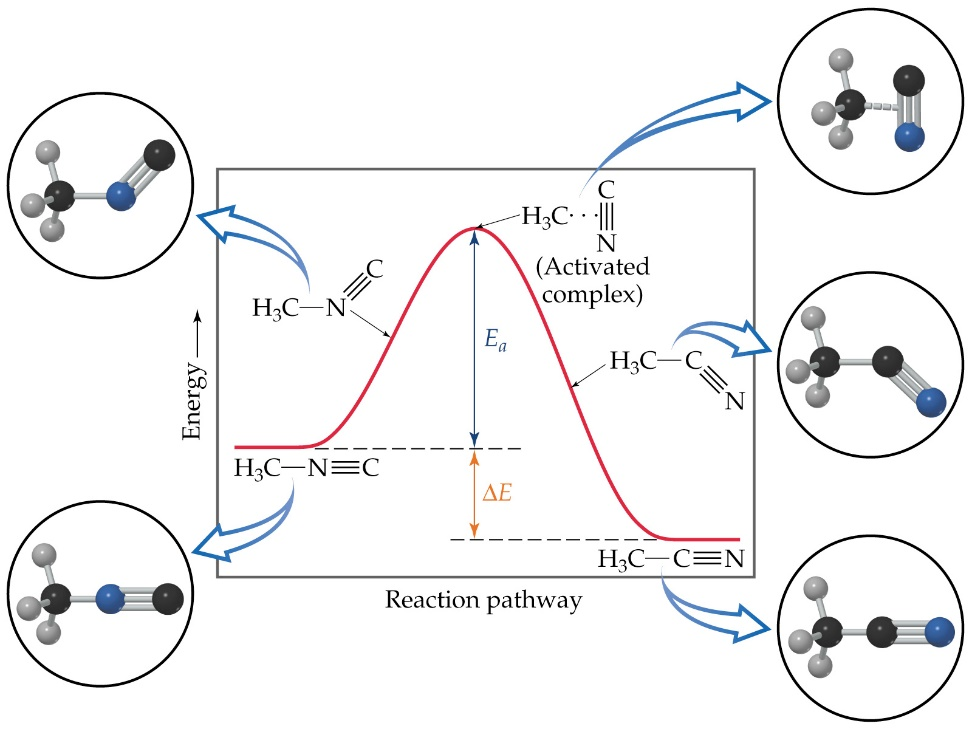 C
H₃C···|||
N
(Activated
complex)
C
H₃C—N
Eₐ
H₃C—C
N
Energy
H₃C—N≡C
ΔE
H₃C—C≡N
Reaction pathway